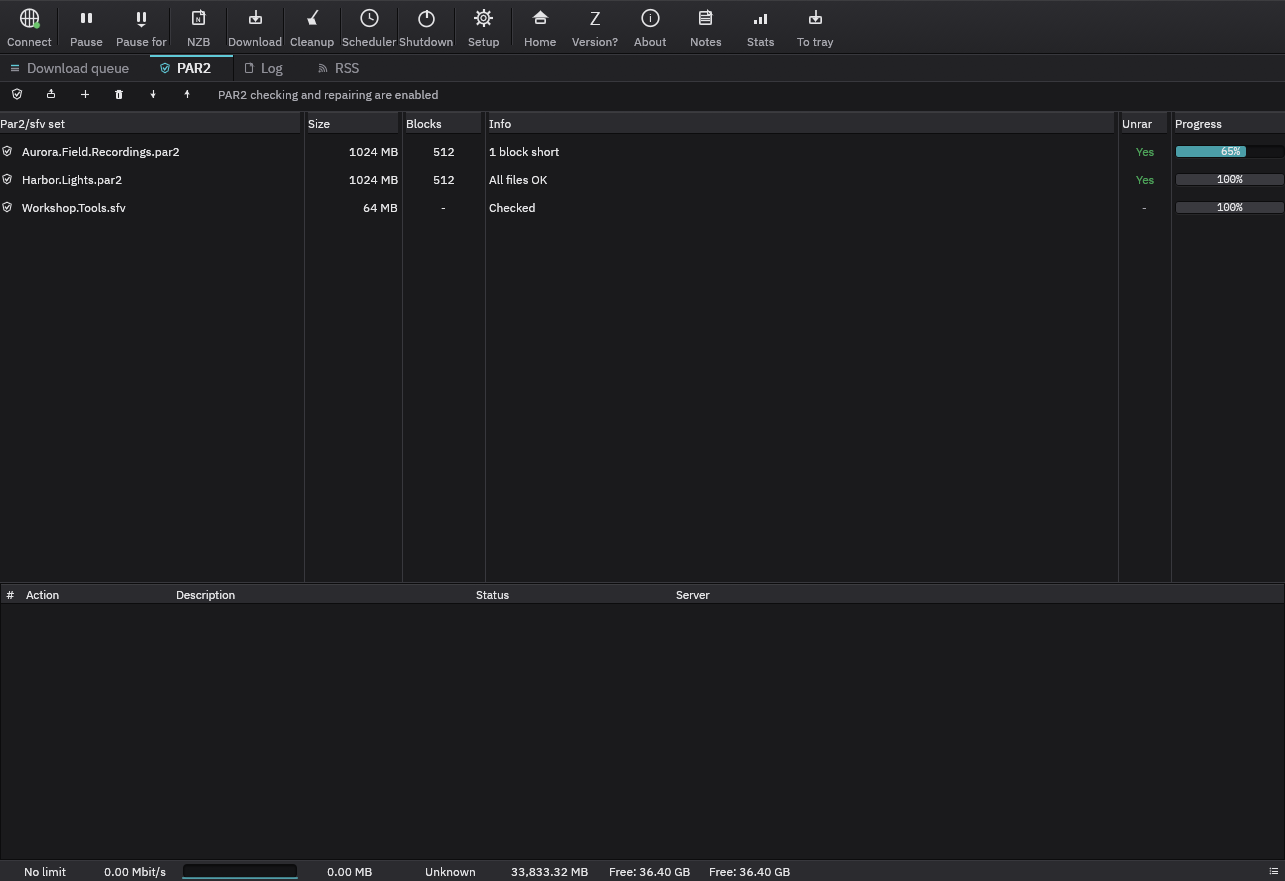 Connect Pause Pause for NZB Download Cleanup Scheduler Shutdown Setup Home Version? About Notes Stats To tray
Download queue PAR2 Log RSS
PAR2 checking and repairing are enabled
Par2/sfv set Size Blocks Info Unrar Progress
Aurora.Field.Recordings.par2 1024 MB 512 1 block short Yes 65%
Harbor.Lights.par2 1024 MB 512 All files OK Yes 100%
Workshop.Tools.sfv 64 MB - Checked - 100%
# Action Description Status Server
No limit 0.00 Mbit/s 0.00 MB Unknown 33,833.32 MB Free: 36.40 GB Free: 36.40 GB